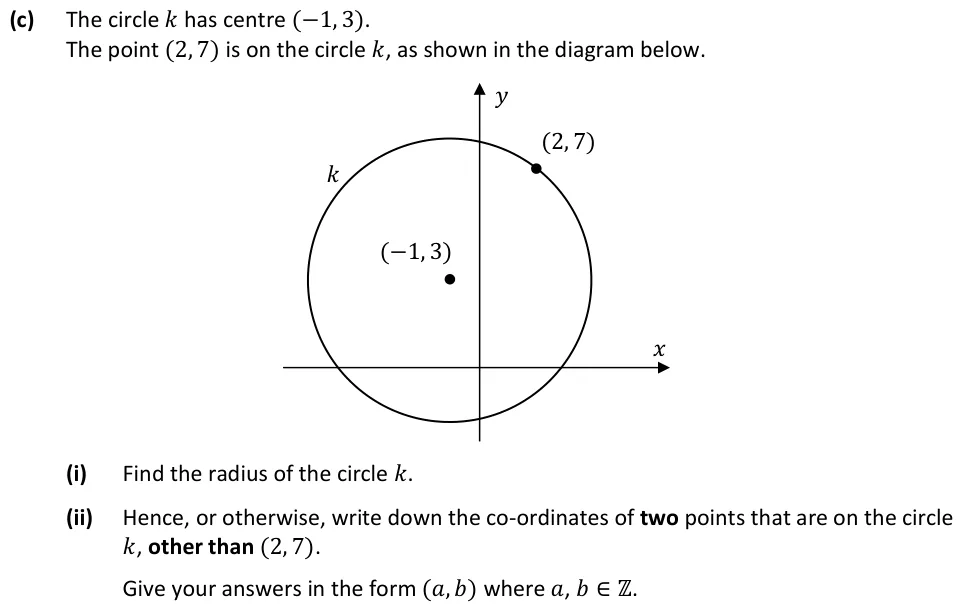 (c) The circle k has centre (−1, 3).
The point (2, 7) is on the circle k, as shown in the diagram below.
y
(2, 7)
k
(−1, 3)
x
(i) Find the radius of the circle k.
(ii) Hence, or otherwise, write down the co-ordinates of two points that are on the circle
k, other than (2, 7).
Give your answers in the form (a, b) where a, b ∈ ℤ.